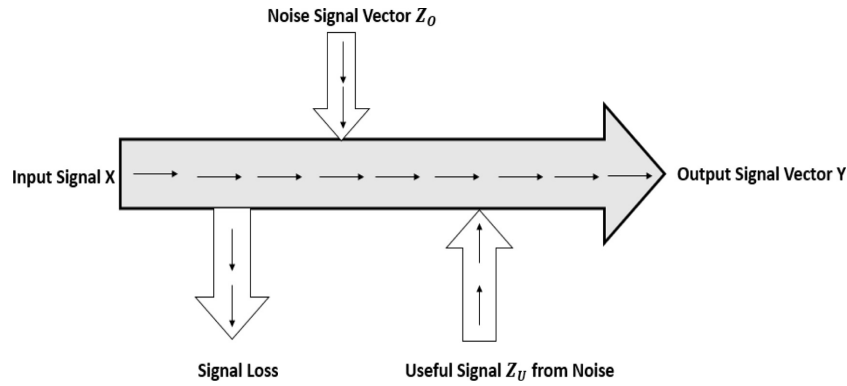 Noise Signal Vector Z_O
Input Signal X
Output Signal Vector Y
Signal Loss
Useful Signal Z_U from Noise